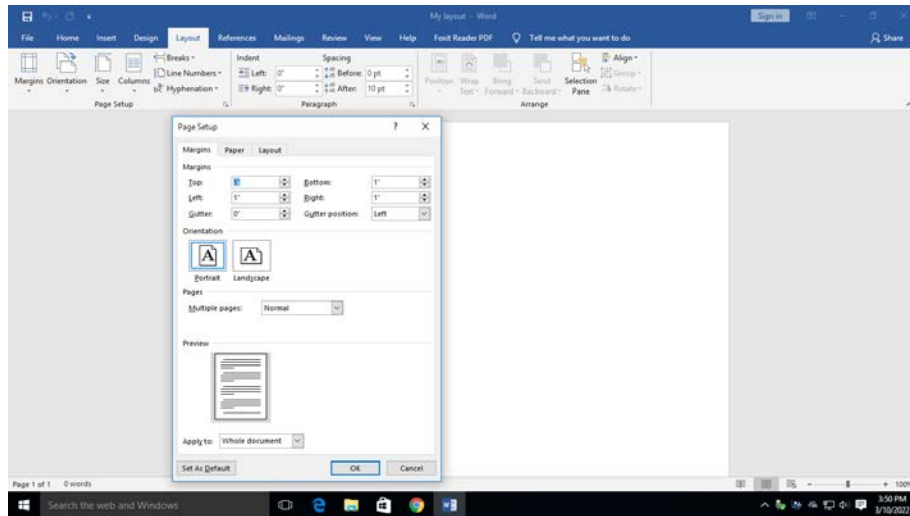 My layout - Word
Sign in
File Home Insert Design Layout References Mailings Review View Help Foxit Reader PDF Tell me what you want to do Share
Margins Orientation Size Columns
Breaks
Line Numbers
Hyphenation
Page Setup
Indent Spacing
Left: 0" Before: 0 pt
Right: 0" After: 10 pt
Paragraph
Position Wrap Text Bring Forward Send Backward Selection Pane
Align
Group
Rotate
Arrange
Page Setup ? X
Margins Paper Layout
Margins
Top: 1" Bottom: 1"
Left: 1" Right: 1"
Gutter: 0" Gutter position: Left
Orientation
A A
Portrait Landscape
Pages
Multiple pages: Normal
Preview
Apply to: Whole document
Set As Default OK Cancel
Page 1 of 1 0 words
Search the web and Windows
3:50 PM
3/10/2022